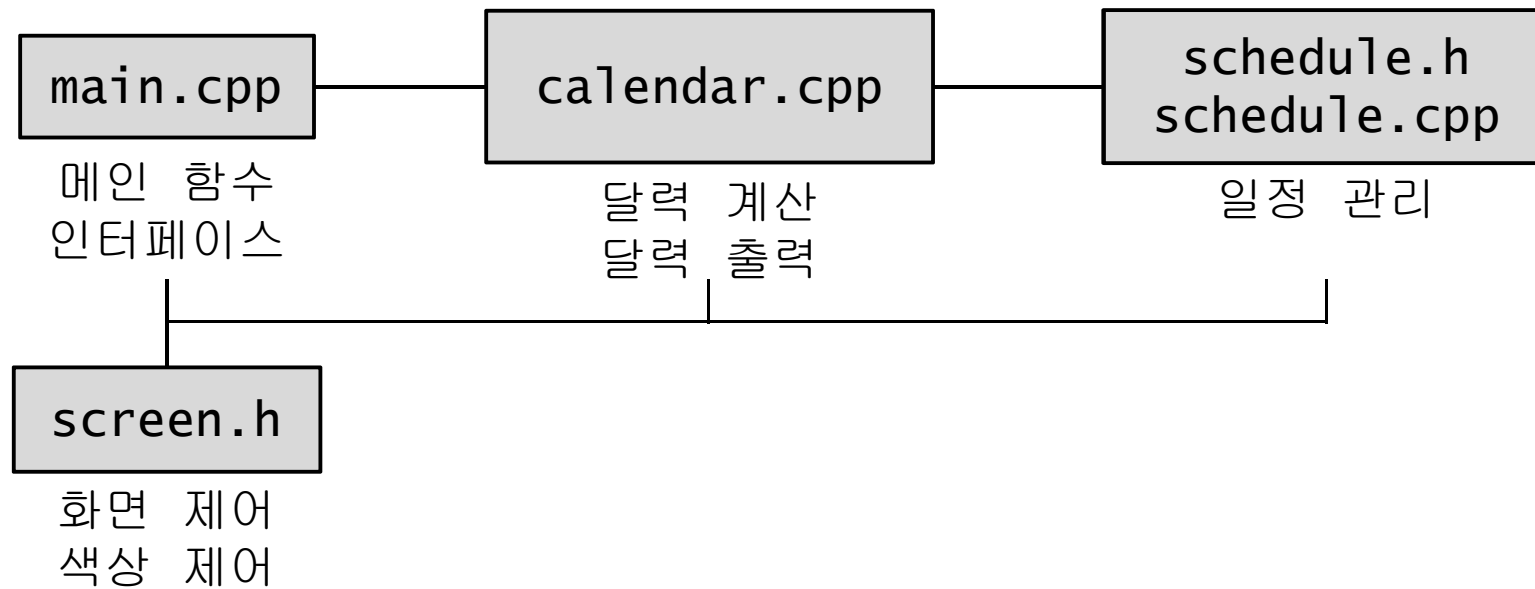 main.cpp
메인 함수
인터페이스
calendar.cpp
달력 계산
달력 출력
schedule.h
schedule.cpp
일정 관리
screen.h
화면 제어
색상 제어